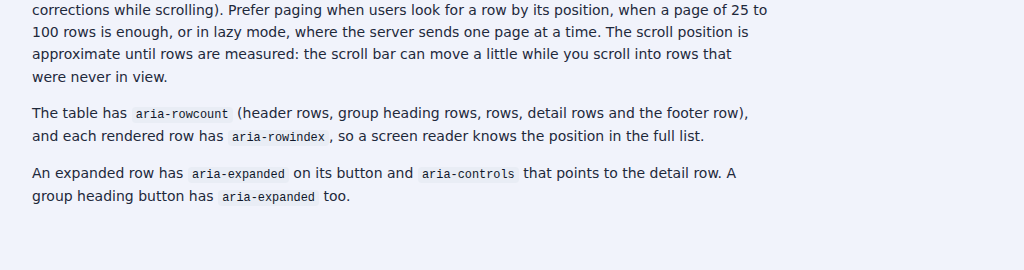 corrections while scrolling). Prefer paging when users look for a row by its position, when a page of 25 to
100 rows is enough, or in lazy mode, where the server sends one page at a time. The scroll position is
approximate until rows are measured: the scroll bar can move a little while you scroll into rows that
were never in view.
The table has aria-rowcount (header rows, group heading rows, rows, detail rows and the footer row),
and each rendered row has aria-rowindex, so a screen reader knows the position in the full list.
An expanded row has aria-expanded on its button and aria-controls that points to the detail row. A
group heading button has aria-expanded too.